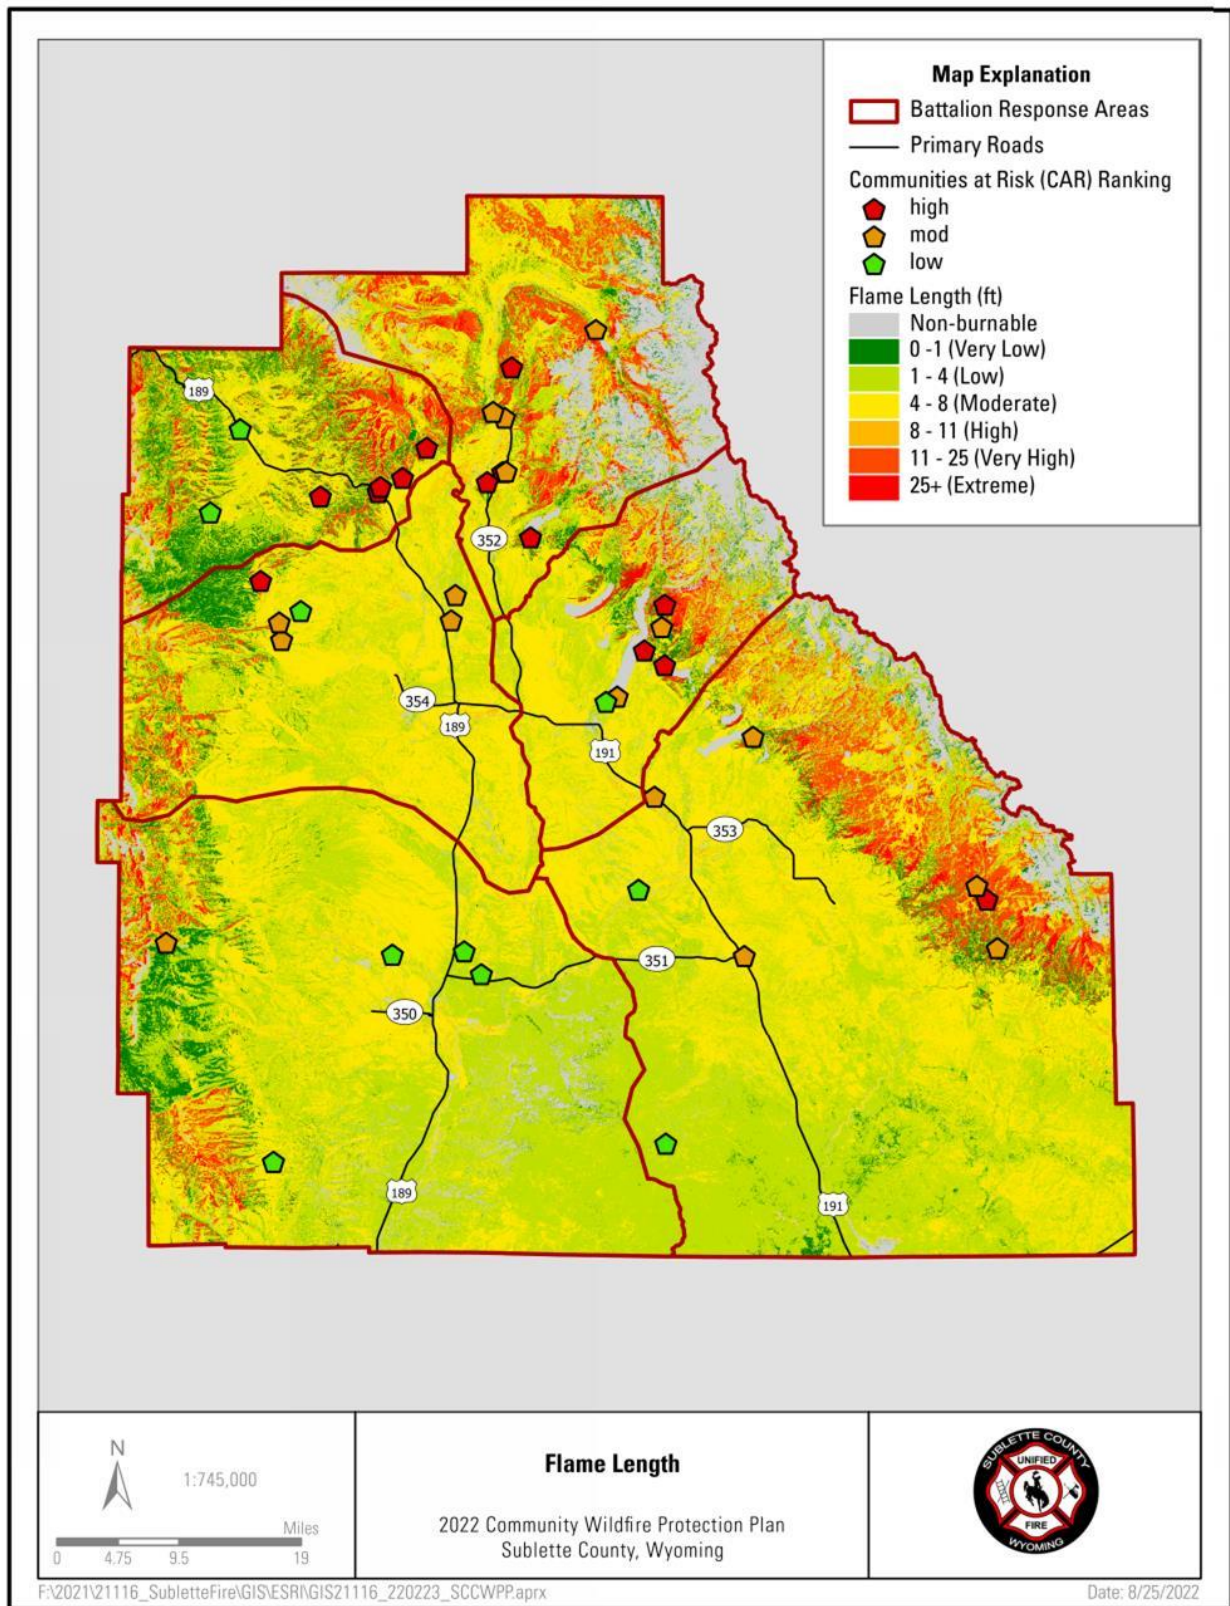 Map Explanation
Battalion Response Areas
Primary Roads
Communities at Risk (CAR) Ranking
high
mod
low
Flame Length (ft)
Non-burnable
0 -1 (Very Low)
1 - 4 (Low)
4 - 8 (Moderate)
8 - 11 (High)
11 - 25 (Very High)
25+ (Extreme)
189
352
354
189
191
353
351
350
189
191
N
1:745,000
Miles
0 4.75 9.5 19
Flame Length
2022 Community Wildfire Protection Plan
Sublette County, Wyoming
SUBLETTE COUNTY
UNIFIED
FIRE
WYOMING
F:\2021\21116_SubletteFire\GIS\ESRI\GIS21116_220223_SCCWPP.aprx
Date: 8/25/2022